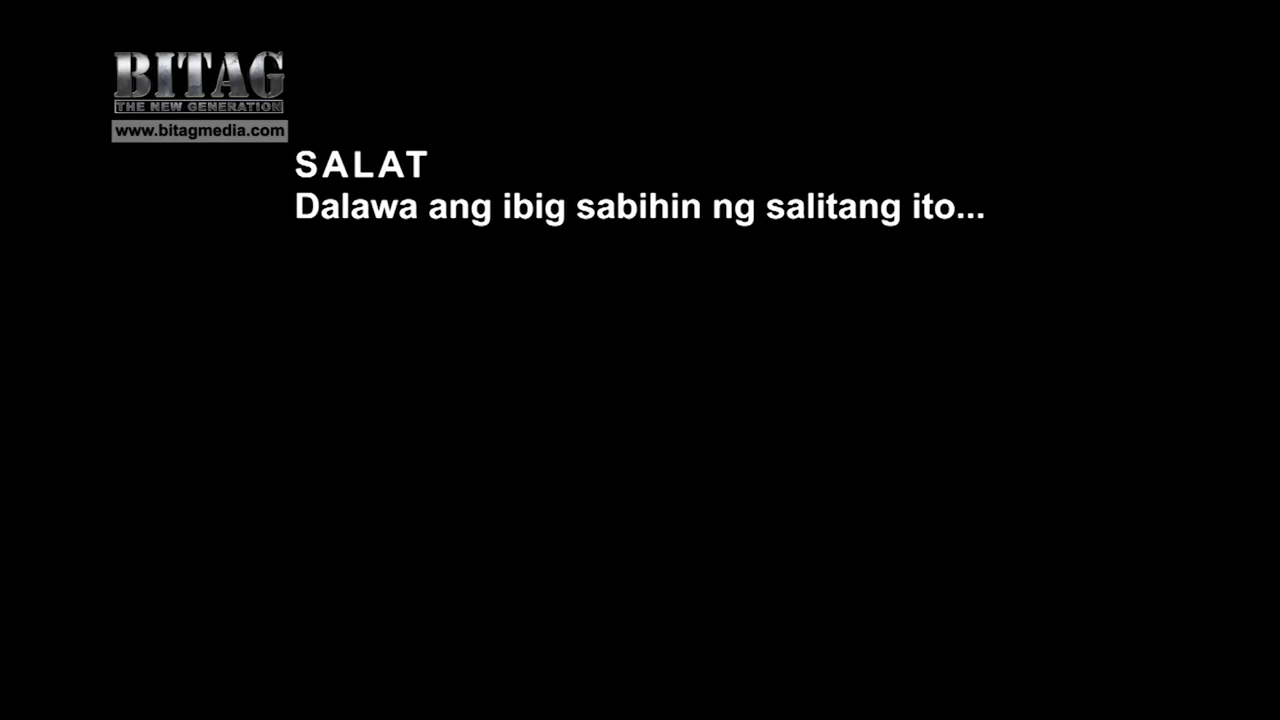 BITAG
THE NEW GENERATION
www.bitagmedia.com
SALAT
Dalawa ang ibig sabihin ng salitang ito...